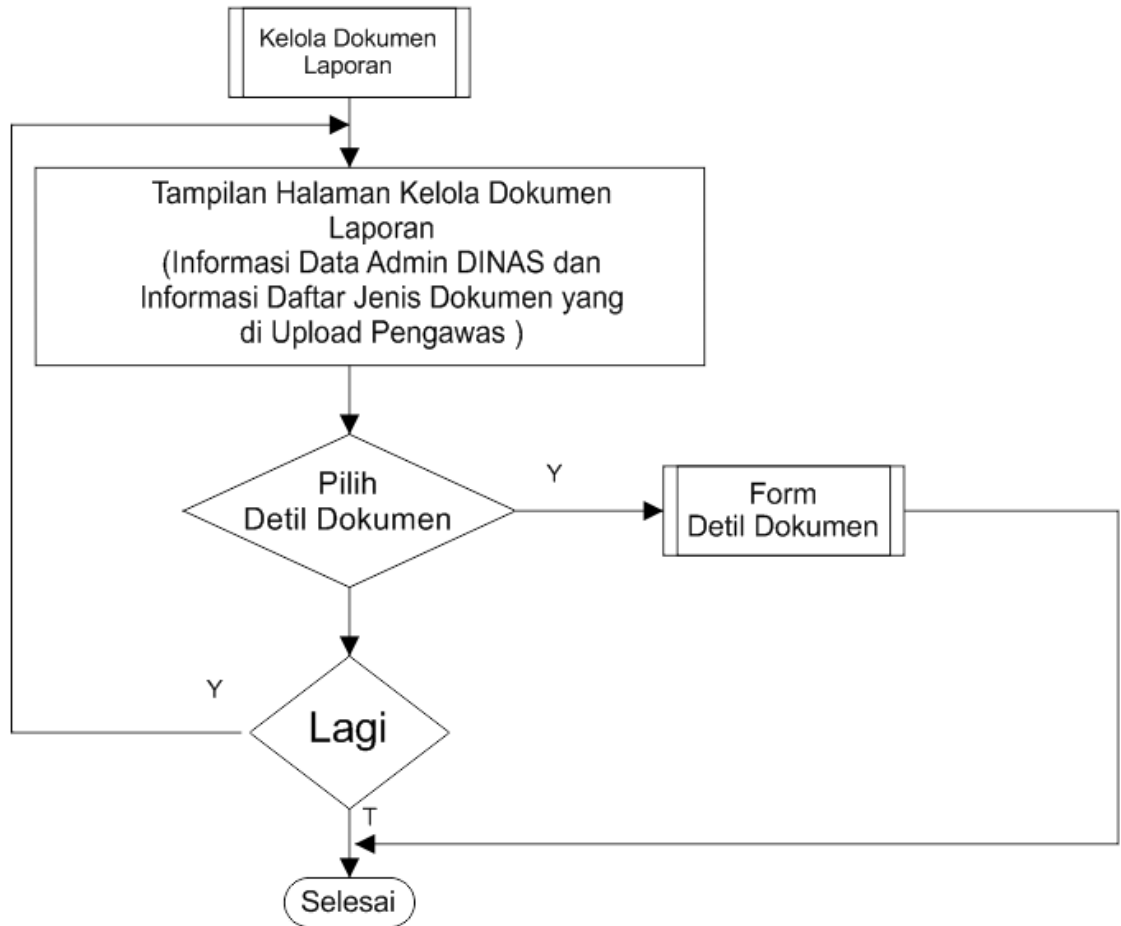 Kelola Dokumen
Laporan
Tampilan Halaman Kelola Dokumen
Laporan
(Informasi Data Admin DINAS dan
Informasi Daftar Jenis Dokumen yang
di Upload Pengawas )
Pilih
Detil Dokumen
Y
Form
Detil Dokumen
Y
Lagi
T
Selesai